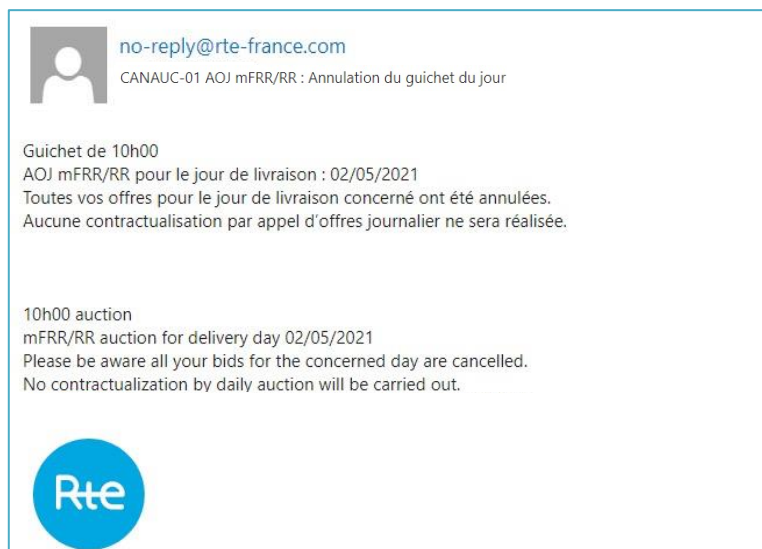 no-reply@rte-france.com
CANAUC-01 AOJ mFRR/RR : Annulation du guichet du jour
Guichet de 10h00
AOJ mFRR/RR pour le jour de livraison : 02/05/2021
Toutes vos offres pour le jour de livraison concerné ont été annulées.
Aucune contractualisation par appel d'offres journalier ne sera réalisée.
10h00 auction
mFRR/RR auction for delivery day 02/05/2021
Please be aware all your bids for the concerned day are cancelled.
No contractualization by daily auction will be carried out.
Rte